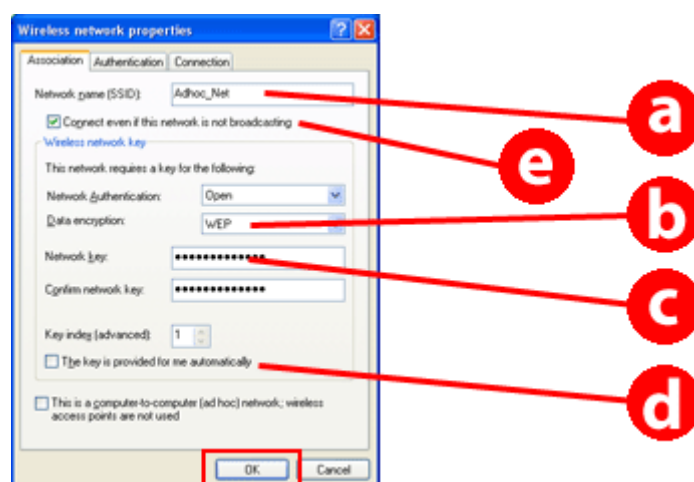 Wireless network properties
Association Authentication Connection
Network name (SSID): Adhoc_Net
a
Connect even if this network is not broadcasting
e
Wireless network key
This network requires a key for the following:
Network Authentication: Open
Data encryption: WEP
b
Network key: •••••••••••••
c
Confirm network key: •••••••••••••
Key index (advanced): 1
The key is provided for me automatically
d
This is a computer-to-computer (ad hoc) network; wireless
access points are not used
OK Cancel